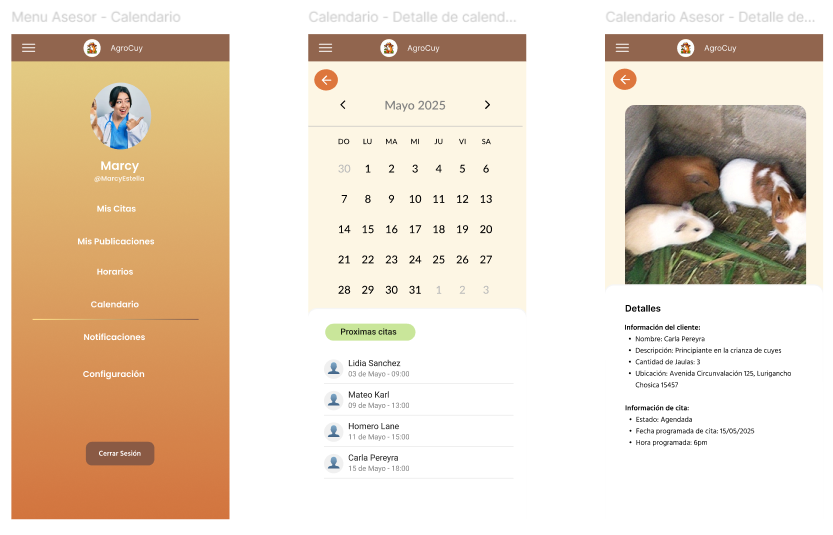 Menu Asesor - Calendario
AgroCuy
Marcy
@MarcyEstella
Mis Citas
Mis Publicaciones
Horarios
Calendario
Notificaciones
Configuración
Cerrar Sesión
Calendario - Detalle de calend...
AgroCuy
Mayo 2025
DO LU MA MI JU VI SA
30 1 2 3 4 5 6
7 8 9 10 11 12 13
14 15 16 17 18 19 20
21 22 23 24 25 26 27
28 29 30 31 1 2 3
Proximas citas
Lidia Sanchez
03 de Mayo - 09:00
Mateo Karl
09 de Mayo - 13:00
Homero Lane
11 de Mayo - 15:00
Carla Pereyra
15 de Mayo - 18:00
Calendario Asesor - Detalle de...
AgroCuy
Detalles
Información del cliente:
• Nombre: Carla Pereyra
• Descripción: Principiante en la crianza de cuyes
• Cantidad de Jaulas: 3
• Ubicación: Avenida Circunvalación 125, Lurigancho
Chosica 15457
Información de cita:
• Estado: Agendada
• Fecha programada de cita: 15/05/2025
• Hora programada: 6pm